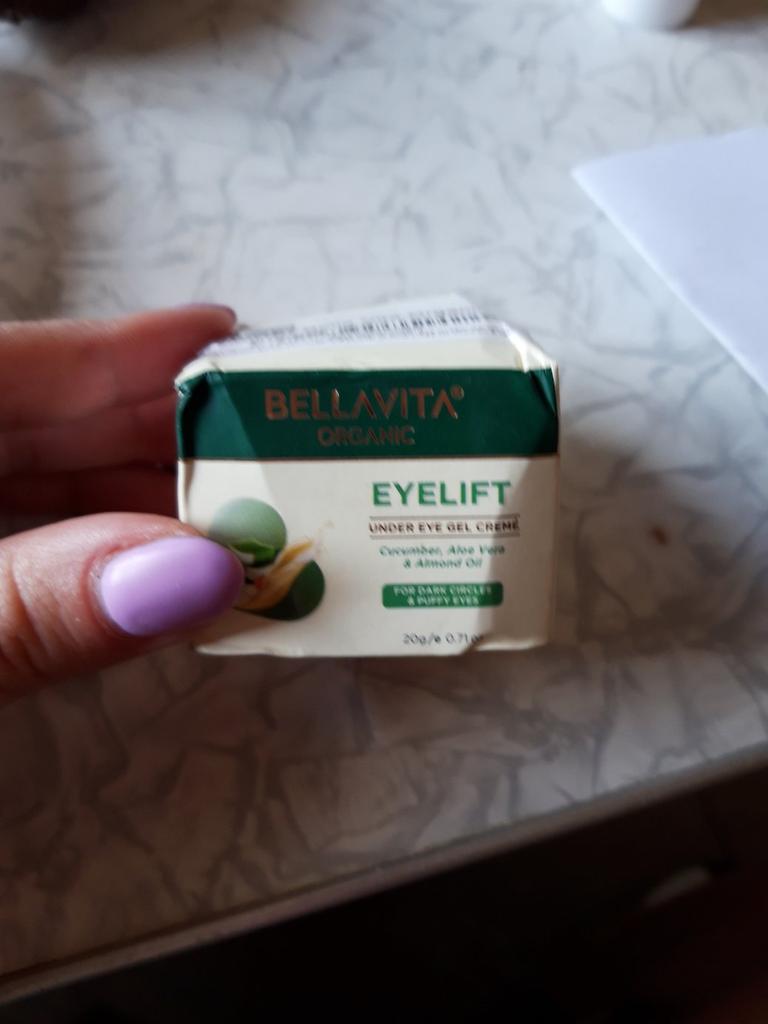 BELLAVITA®
ORGANIC
EYELIFT
UNDER EYE GEL CREME
Cucumber, Aloe Vera
& Almond Oil
FOR DARK CIRCLES
& PUFFY EYES
20g/e 0.71 oz